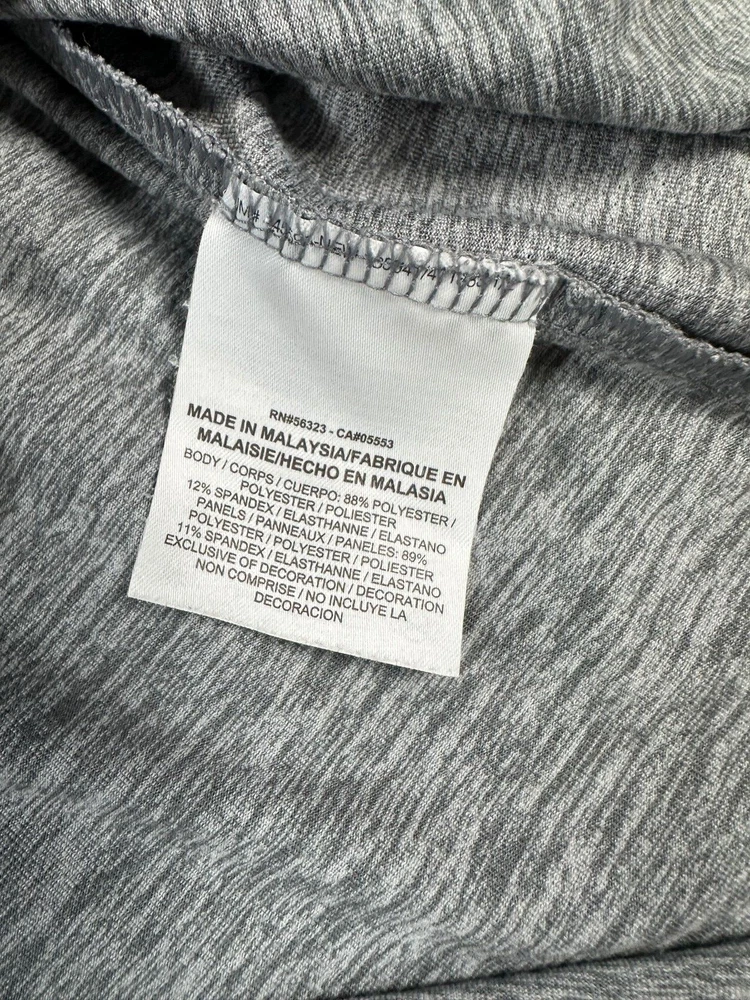 RN#56323 - CA#05553
MADE IN MALAYSIA/FABRIQUE EN
MALAISIE/HECHO EN MALASIA
BODY / CORPS / CUERPO: 88% POLYESTER /
POLYESTER / POLIESTER
12% SPANDEX / ELASTHANNE / ELASTANO
PANELS / PANNEAUX / PANELES: 89%
POLYESTER / POLYESTER / POLIESTER
11% SPANDEX / ELASTHANNE / ELASTANO
EXCLUSIVE OF DECORATION / DECORATION
NON COMPRISE / NO INCLUYE LA
DECORACION